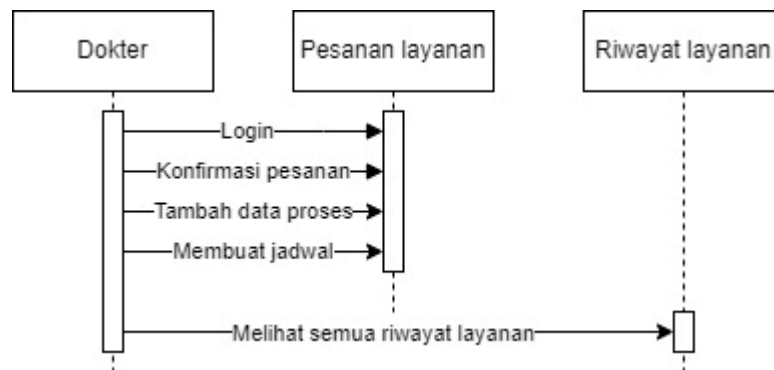 Dokter
Pesanan layanan
Riwayat layanan
Login
Konfirmasi pesanan
Tambah data proses
Membuat jadwal
Melihat semua riwayat layanan